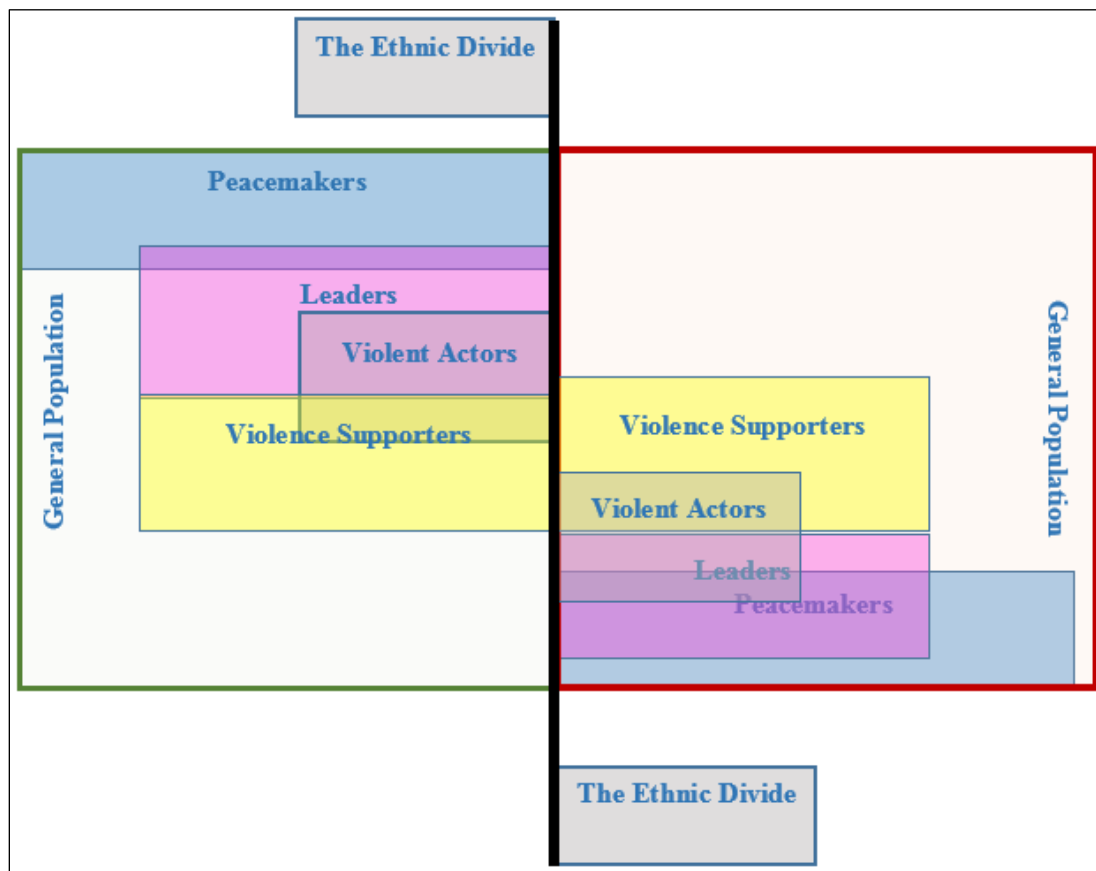 The Ethnic Divide
Peacemakers
General Population
Leaders
Violent Actors
Violence Supporters
General Population
Violence Supporters
Violent Actors
Leaders
Peacemakers
The Ethnic Divide